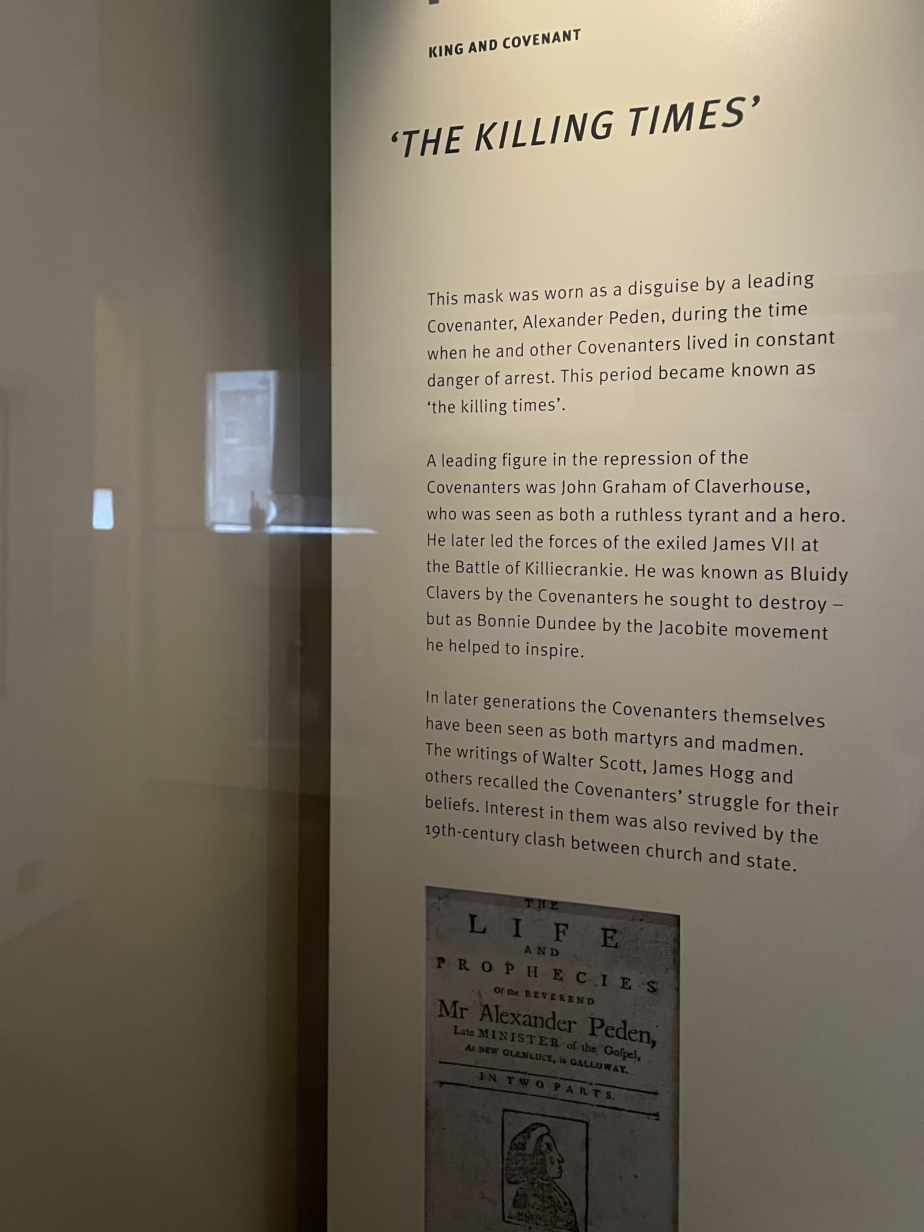 KING AND COVENANT
‘THE KILLING TIMES’
This mask was worn as a disguise by a leading
Covenanter, Alexander Peden, during the time
when he and other Covenanters lived in constant
danger of arrest. This period became known as
‘the killing times’.
A leading figure in the repression of the
Covenanters was John Graham of Claverhouse,
who was seen as both a ruthless tyrant and a hero.
He later led the forces of the exiled James VII at
the Battle of Killiecrankie. He was known as Bluidy
Clavers by the Covenanters he sought to destroy –
but as Bonnie Dundee by the Jacobite movement
he helped to inspire.
In later generations the Covenanters themselves
have been seen as both martyrs and madmen.
The writings of Walter Scott, James Hogg and
others recalled the Covenanters’ struggle for their
beliefs. Interest in them was also revived by the
19th-century clash between church and state.
THE
LIFE
AND
PROPHECIES
Of the REVEREND
Mr Alexander Peden,
Late MINISTER of the Goſpel,
At NEW GLENLUCE, in GALLOWAY.
IN TWO PARTS.